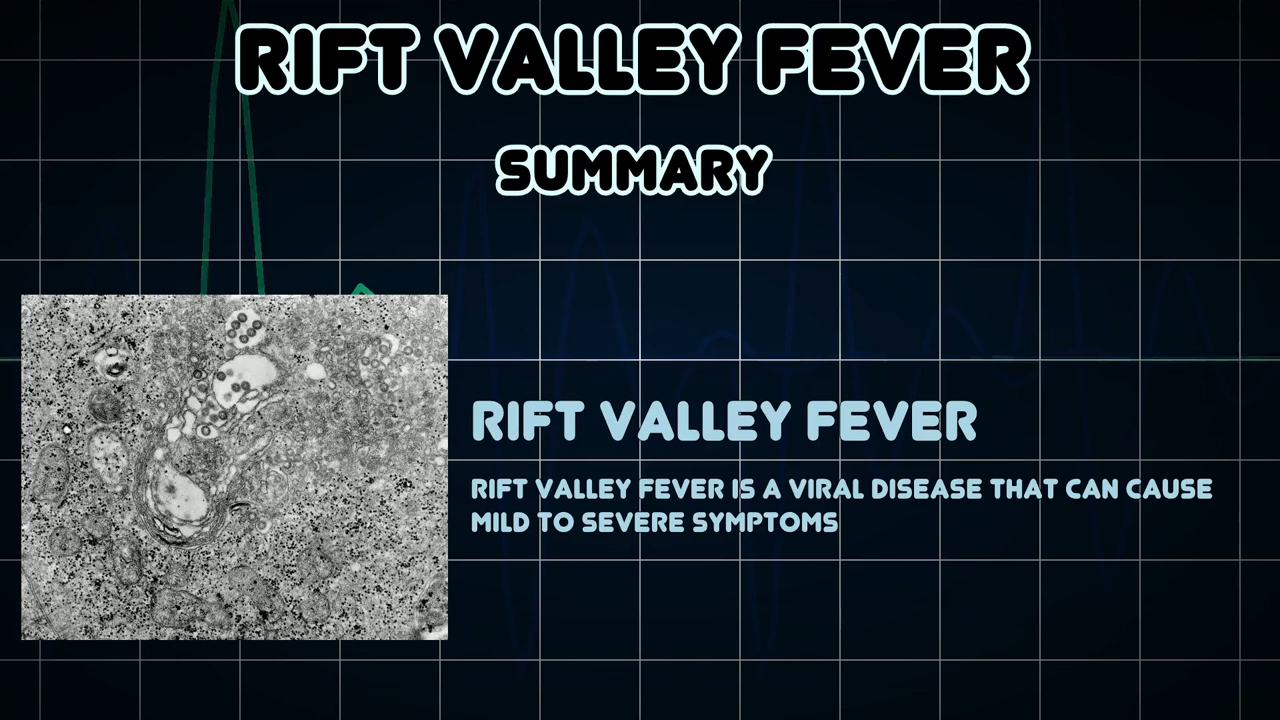 RIFT VALLEY FEVER
SUMMARY
RIFT VALLEY FEVER
RIFT VALLEY FEVER IS A VIRAL DISEASE THAT CAN CAUSE
MILD TO SEVERE SYMPTOMS